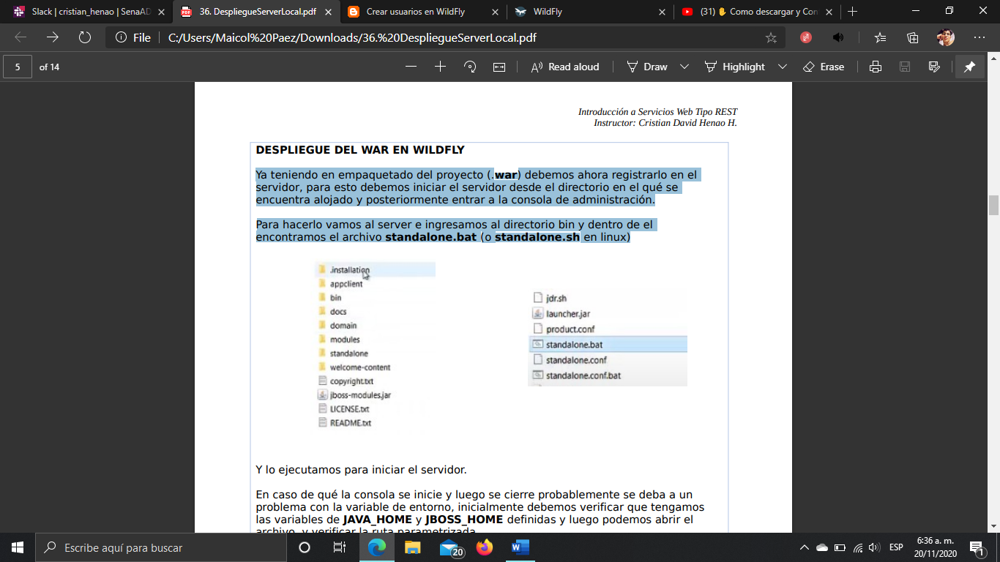 Slack | cristian_henao | SenaAD
36. DespliegueServerLocal.pdf
Crear usuarios en WildFly
WildFly
(31) ✋ Como descargar y Con
File
C:/Users/Maicol%20Paez/Downloads/36.%20DespliegueServerLocal.pdf
5 of 14
Read aloud
Draw
Highlight
Erase
Introducción a Servicios Web Tipo REST
Instructor: Cristian David Henao H.
DESPLIEGUE DEL WAR EN WILDFLY
Ya teniendo en empaquetado del proyecto (.war) debemos ahora registrarlo en el
servidor, para esto debemos iniciar el servidor desde el directorio en el qué se
encuentra alojado y posteriormente entrar a la consola de administración.
Para hacerlo vamos al server e ingresamos al directorio bin y dentro de el
encontramos el archivo standalone.bat (o standalone.sh en linux)
.installation
appclient
bin
docs
domain
modules
standalone
welcome-content
copyright.txt
jboss-modules.jar
LICENSE.txt
README.txt
jdr.sh
launcher.jar
product.conf
standalone.bat
standalone.conf
standalone.conf.bat
Y lo ejecutamos para iniciar el servidor.
En caso de qué la consola se inicie y luego se cierre probablemente se deba a un
problema con la variable de entorno, inicialmente debemos verificar que tengamos
las variables de JAVA_HOME y JBOSS_HOME definidas y luego podemos abrir el
archivo, y verificar la ruta parametrizada
Escribe aquí para buscar
20
ESP
6:36 a. m.
20/11/2020
1